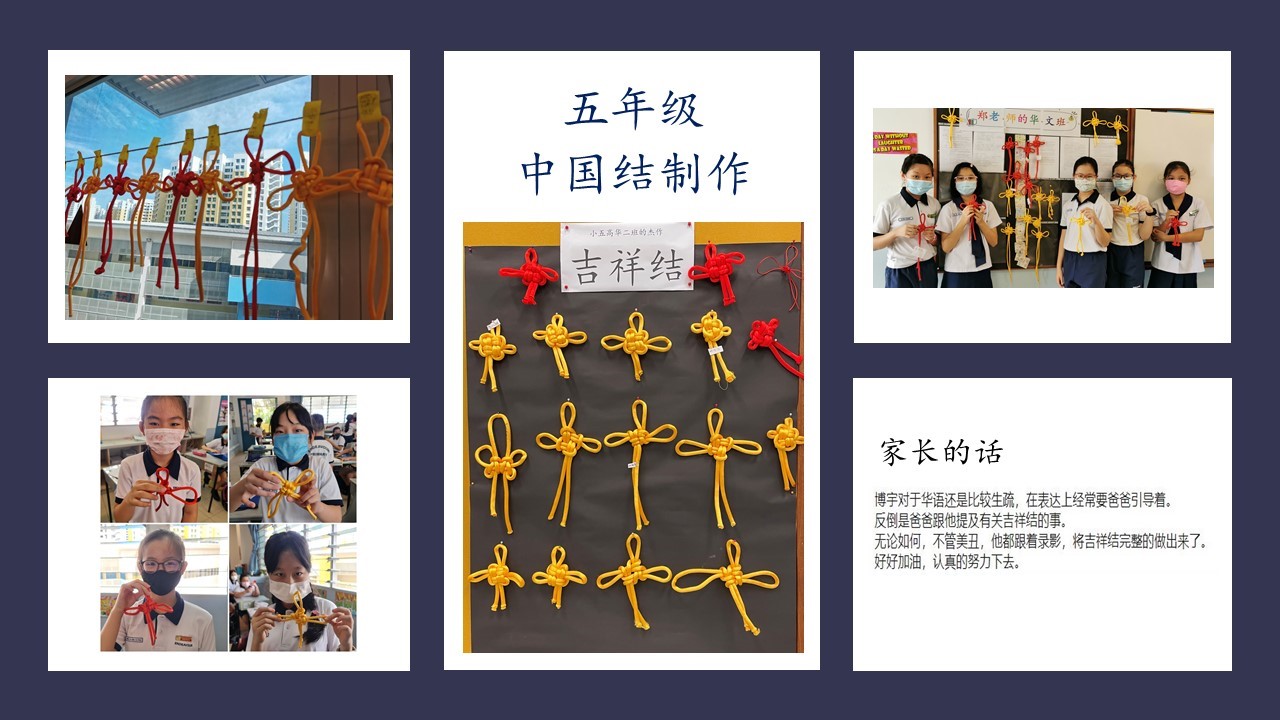 五年级
中国结制作
小五高华二班的杰作
吉祥结
郑老师的华文班
DAY WITHOUT
LAUGHTER
A DAY WASTED
家长的话
博宇对于华语还是比较生疏，在表达上经常要爸爸引导着。
反倒是爸爸跟他提及有关吉祥结的事。
无论如何，不管美丑，他都跟着录影，将吉祥结完整的做出来了。
好好加油，认真的努力下去。